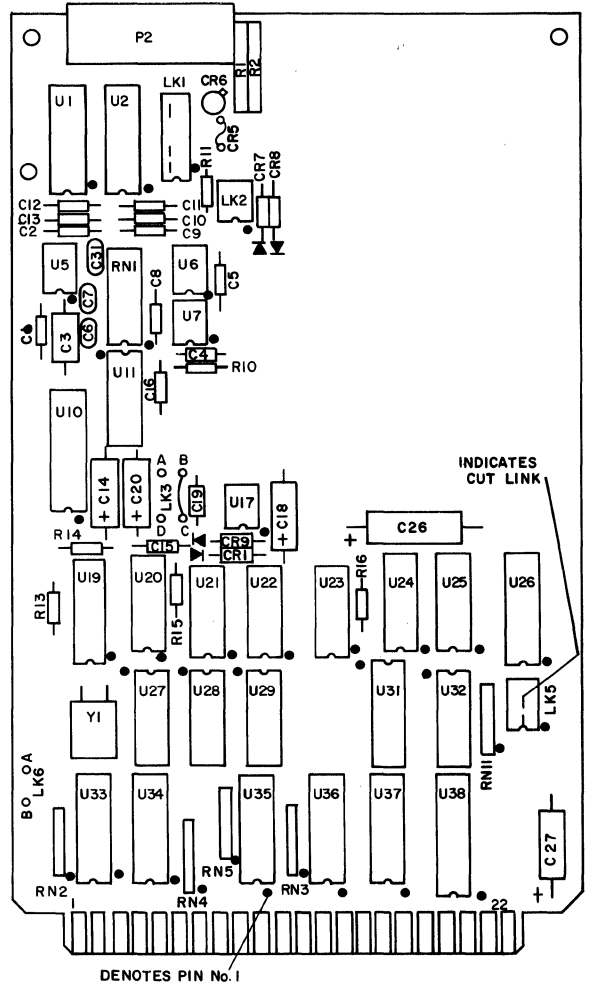 P2
R1
R2
U1
U2
LK1
CR6
CR5
R11
LK2
CR7
CR8
C12
C13
C2
C11
C10
C9
U5
C31
RN1
U6
C5
C7
C8
C3
C6
U7
C4
R10
U11
C16
U10
A B
LK3
D C
C14
+
C20
+
C19
U17
C18
+
INDICATES
CUT LINK
C26
+
R14
C15
CR9
CR1
U19
U20
U21
U22
U23
R16
U24
U25
U26
R13
R15
U27
U28
U29
U31
U32
LK5
Y1
RN11
A
LK6
B
U33
U34
U35
U36
U37
U38
C27
+
RN2
RN4
RN5
RN3
1
22
DENOTES PIN No. 1